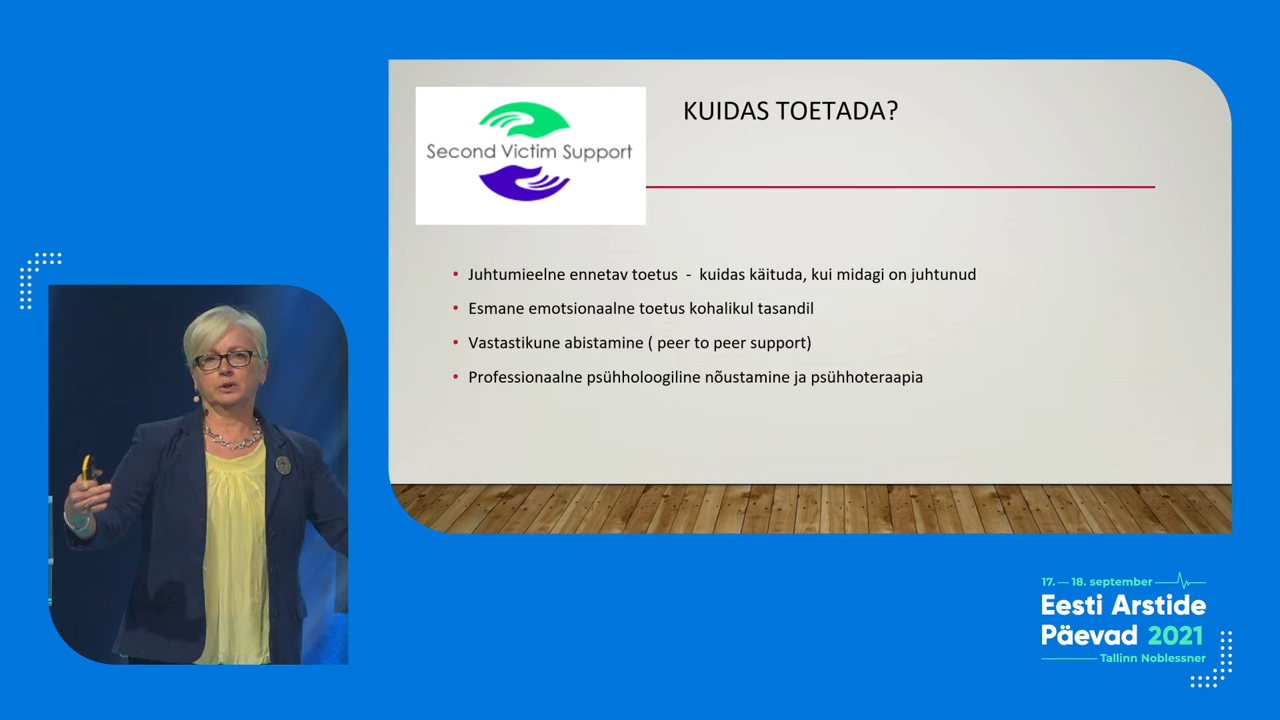 Second Victim Support
KUIDAS TOETADA?
• Juhtumieelne ennetav toetus - kuidas käituda, kui midagi on juhtunud
• Esmane emotsionaalne toetus kohalikul tasandil
• Vastastikune abistamine ( peer to peer support)
• Professionaalne psühholoogiline nõustamine ja psühhoteraapia
17. — 18. september
Eesti Arstide
Päevad 2021
Tallinn Noblessner